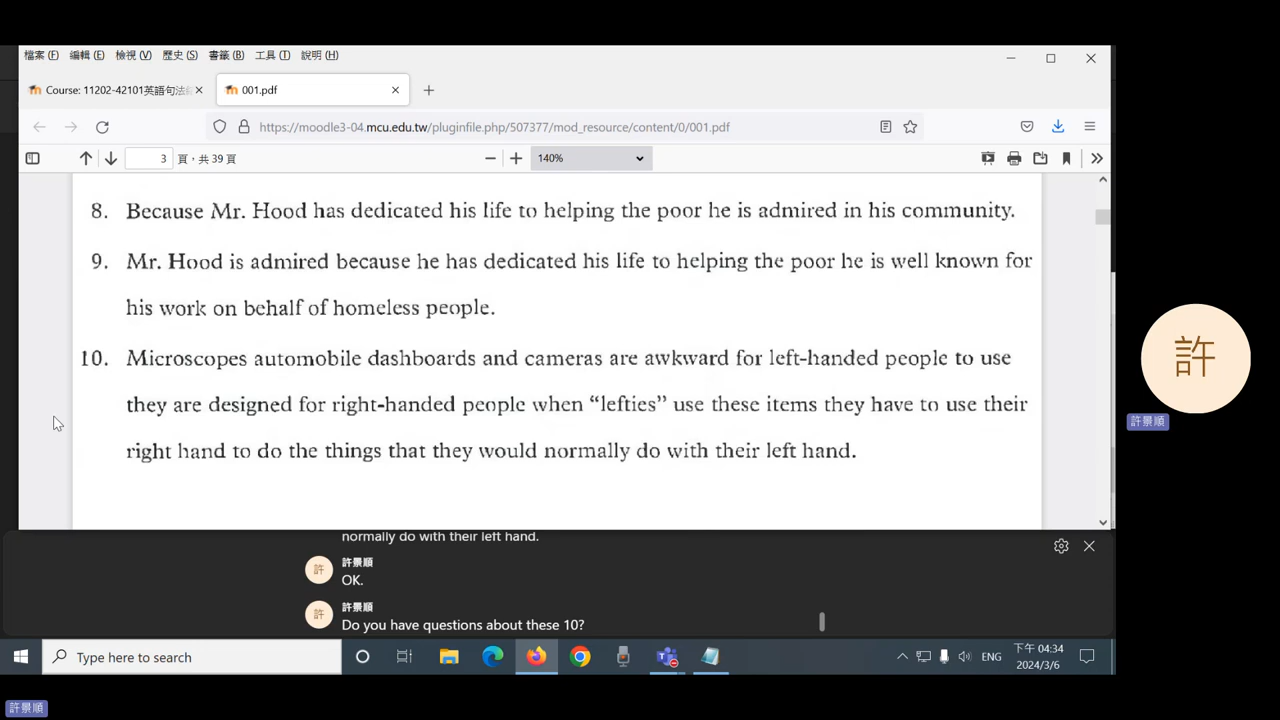 檔案(F) 編輯(E) 檢視(V) 歷史(S) 書籤(B) 工具(T) 說明(H)
Course: 11202-42101英語句法 001.pdf
https://moodle3-04.mcu.edu.tw/pluginfile.php/507377/mod_resource/content/0/001.pdf
3 頁，共 39 頁 140%
8. Because Mr. Hood has dedicated his life to helping the poor he is admired in his community.
9. Mr. Hood is admired because he has dedicated his life to helping the poor he is well known for
his work on behalf of homeless people.
10. Microscopes automobile dashboards and cameras are awkward for left-handed people to use
they are designed for right-handed people when “lefties” use these items they have to use their
right hand to do the things that they would normally do with their left hand.
許
許景順
normally do with their left hand.
許景順
許
OK.
許景順
許
Do you have questions about these 10?
Type here to search
ENG
下午 04:34
2024/3/6
許景順